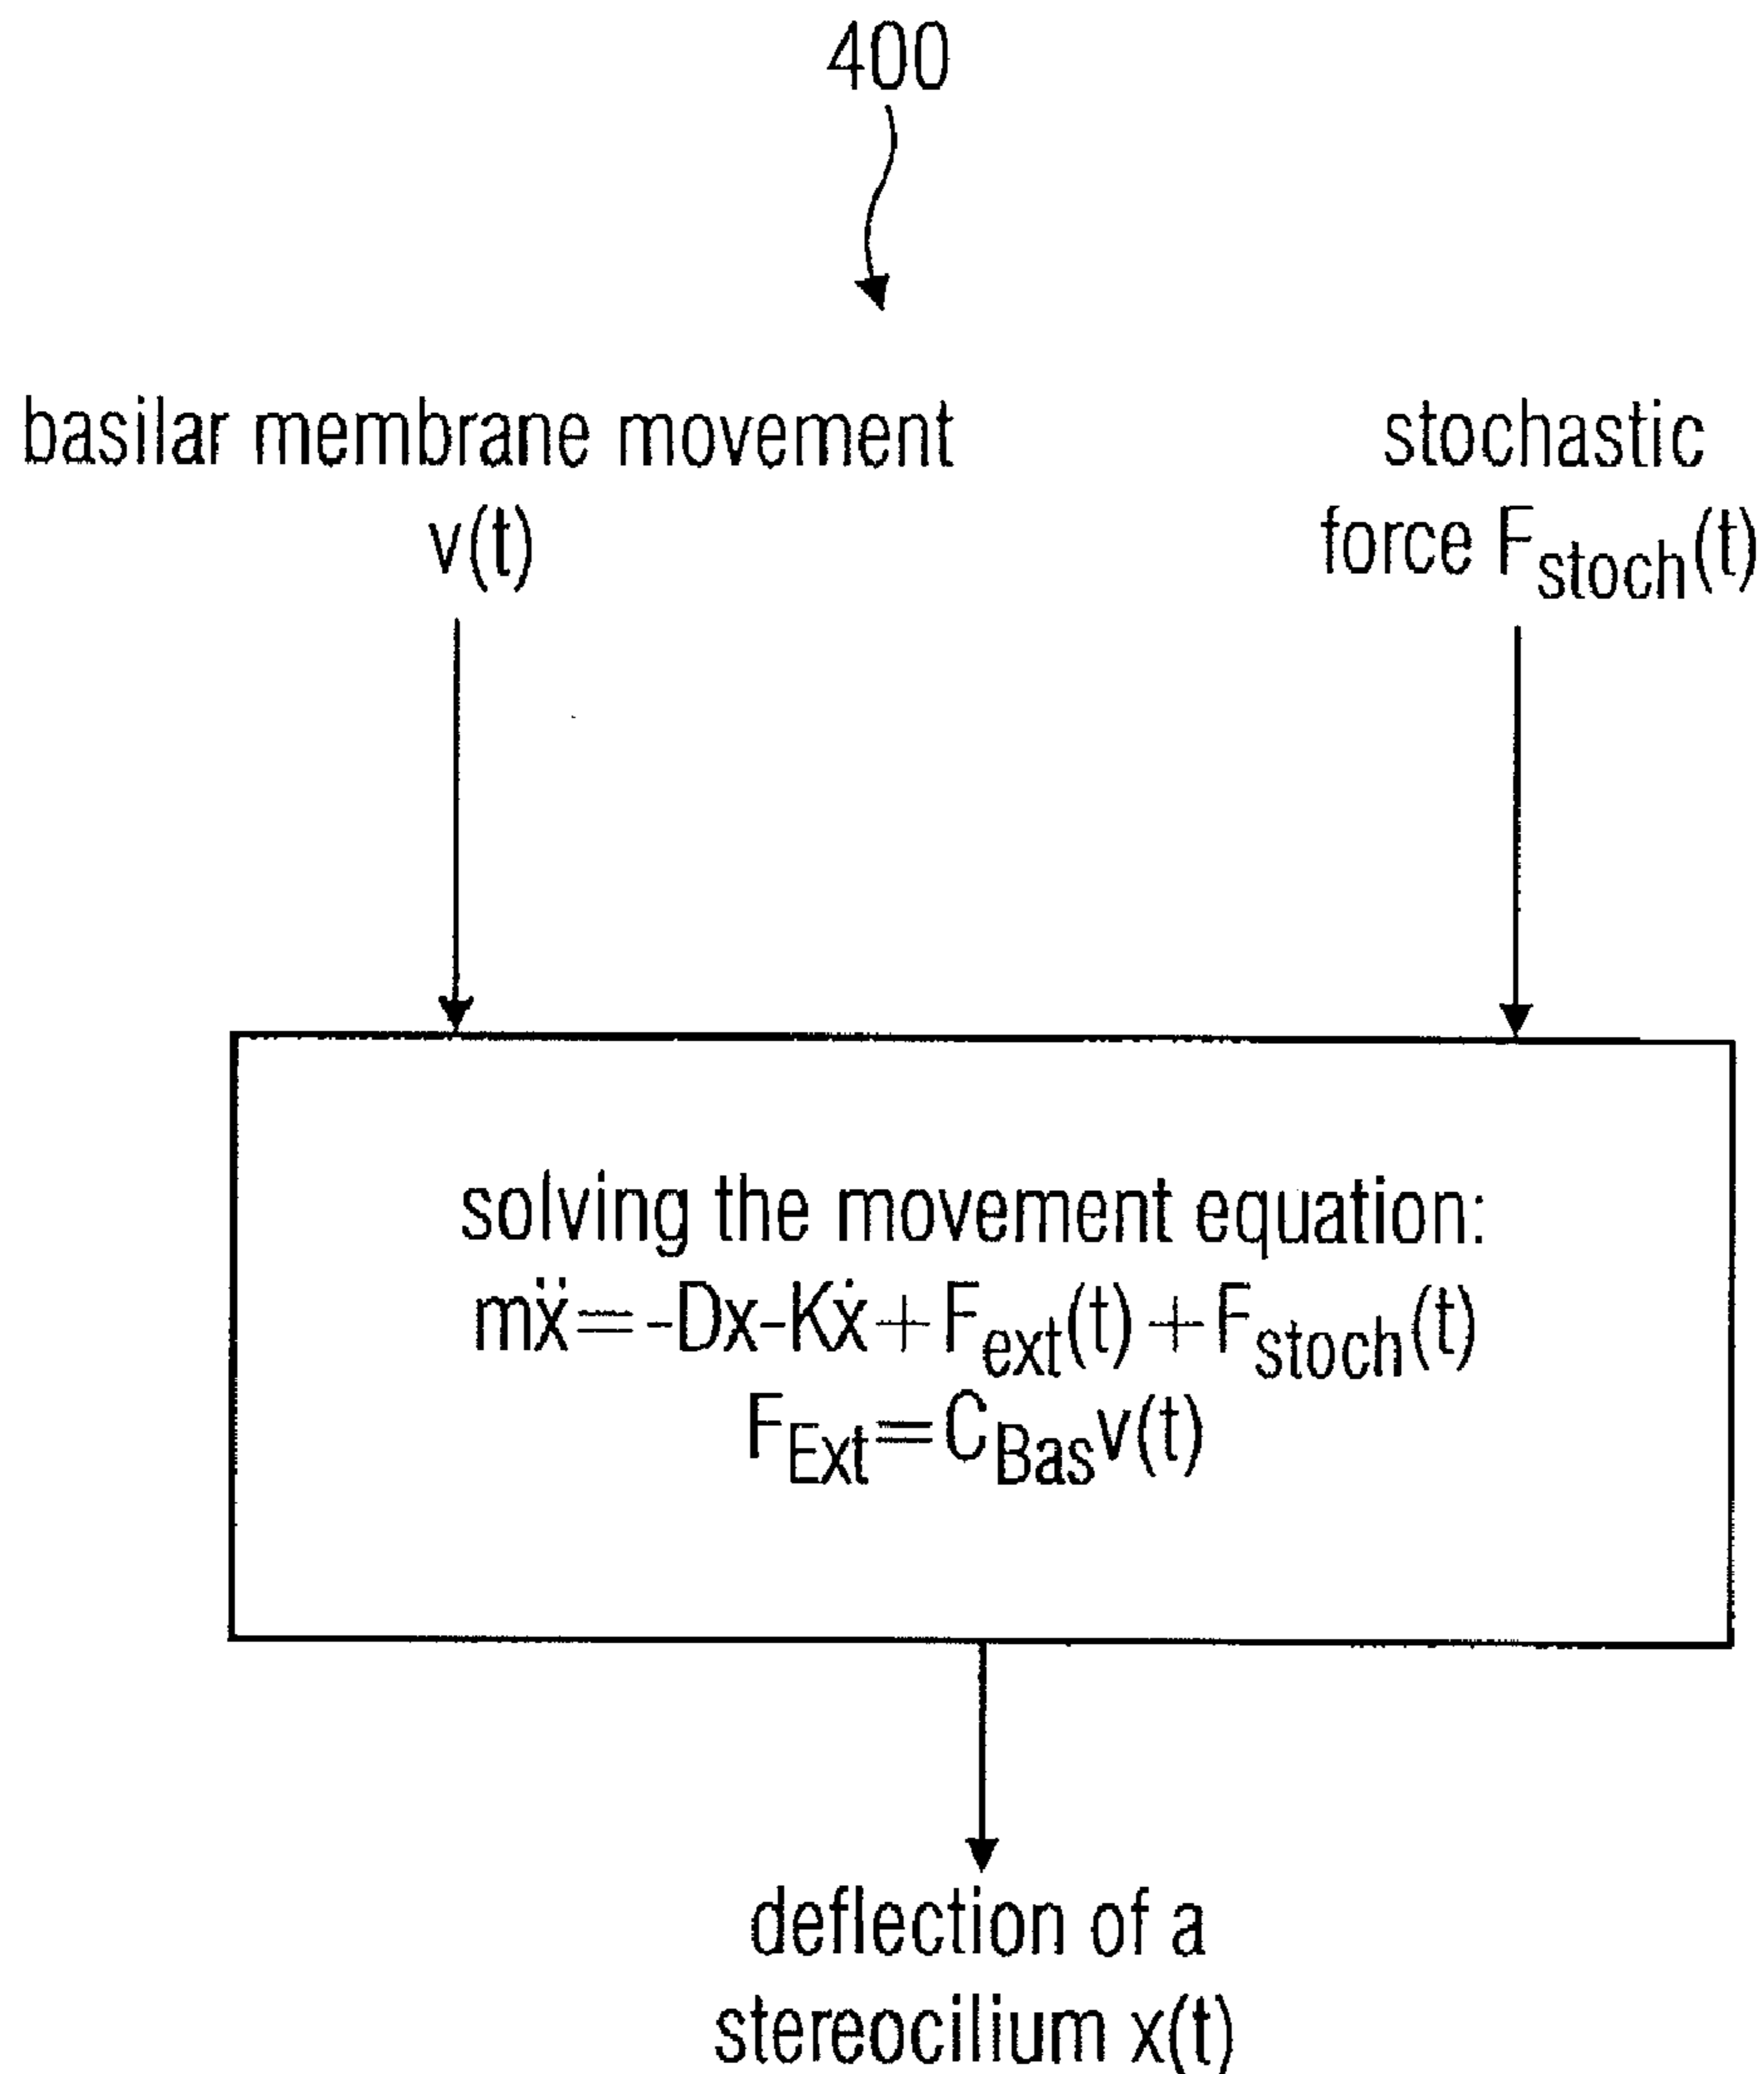 400
basilar membrane movement
v(t)
stochastic
force F_stoch(t)
solving the movement equation:
mẍ=-Dx-Kẋ+F_ext(t)+F_stoch(t)
F_Ext=C_Bas v(t)
deflection of a
stereocilium x(t)